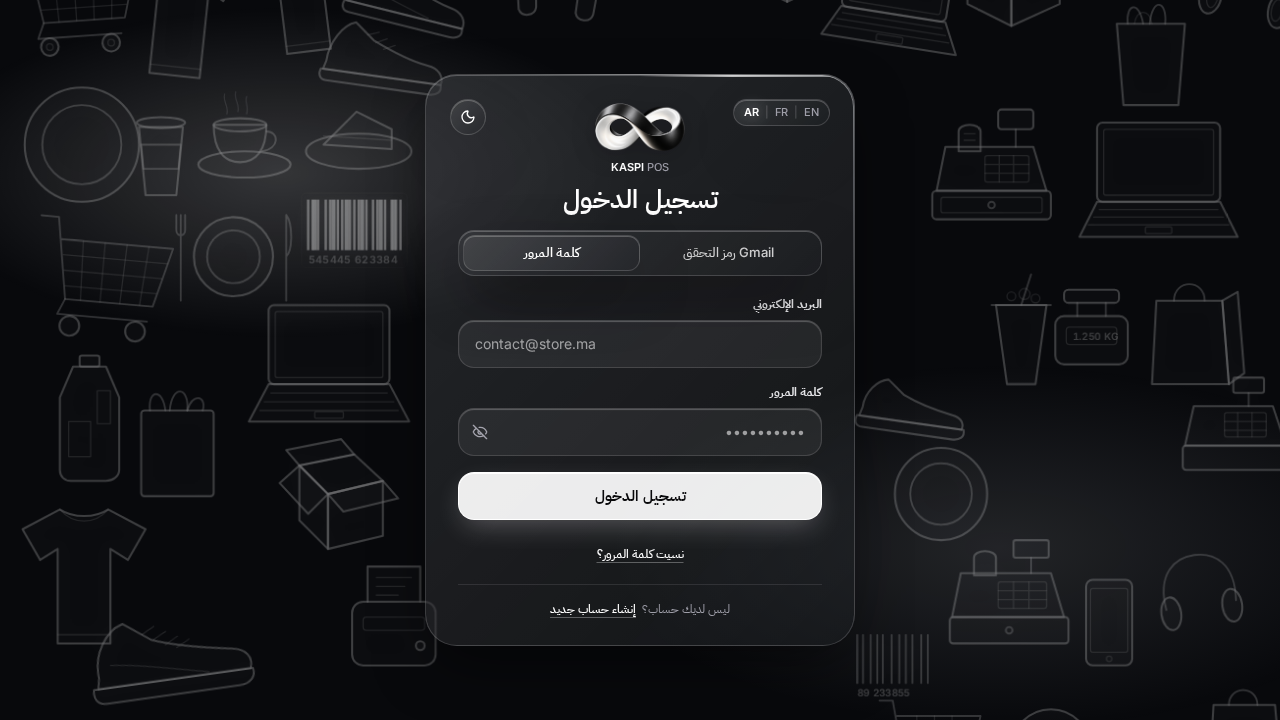 AR | FR | EN
KASPI POS
تسجيل الدخول
كلمة المرور
رمز التحقق Gmail
البريد الإلكتروني
contact@store.ma
كلمة المرور
••••••••••
تسجيل الدخول
نسيت كلمة المرور؟
ليس لديك حساب؟ إنشاء حساب جديد
545445 623384
1.250 KG
89 233855